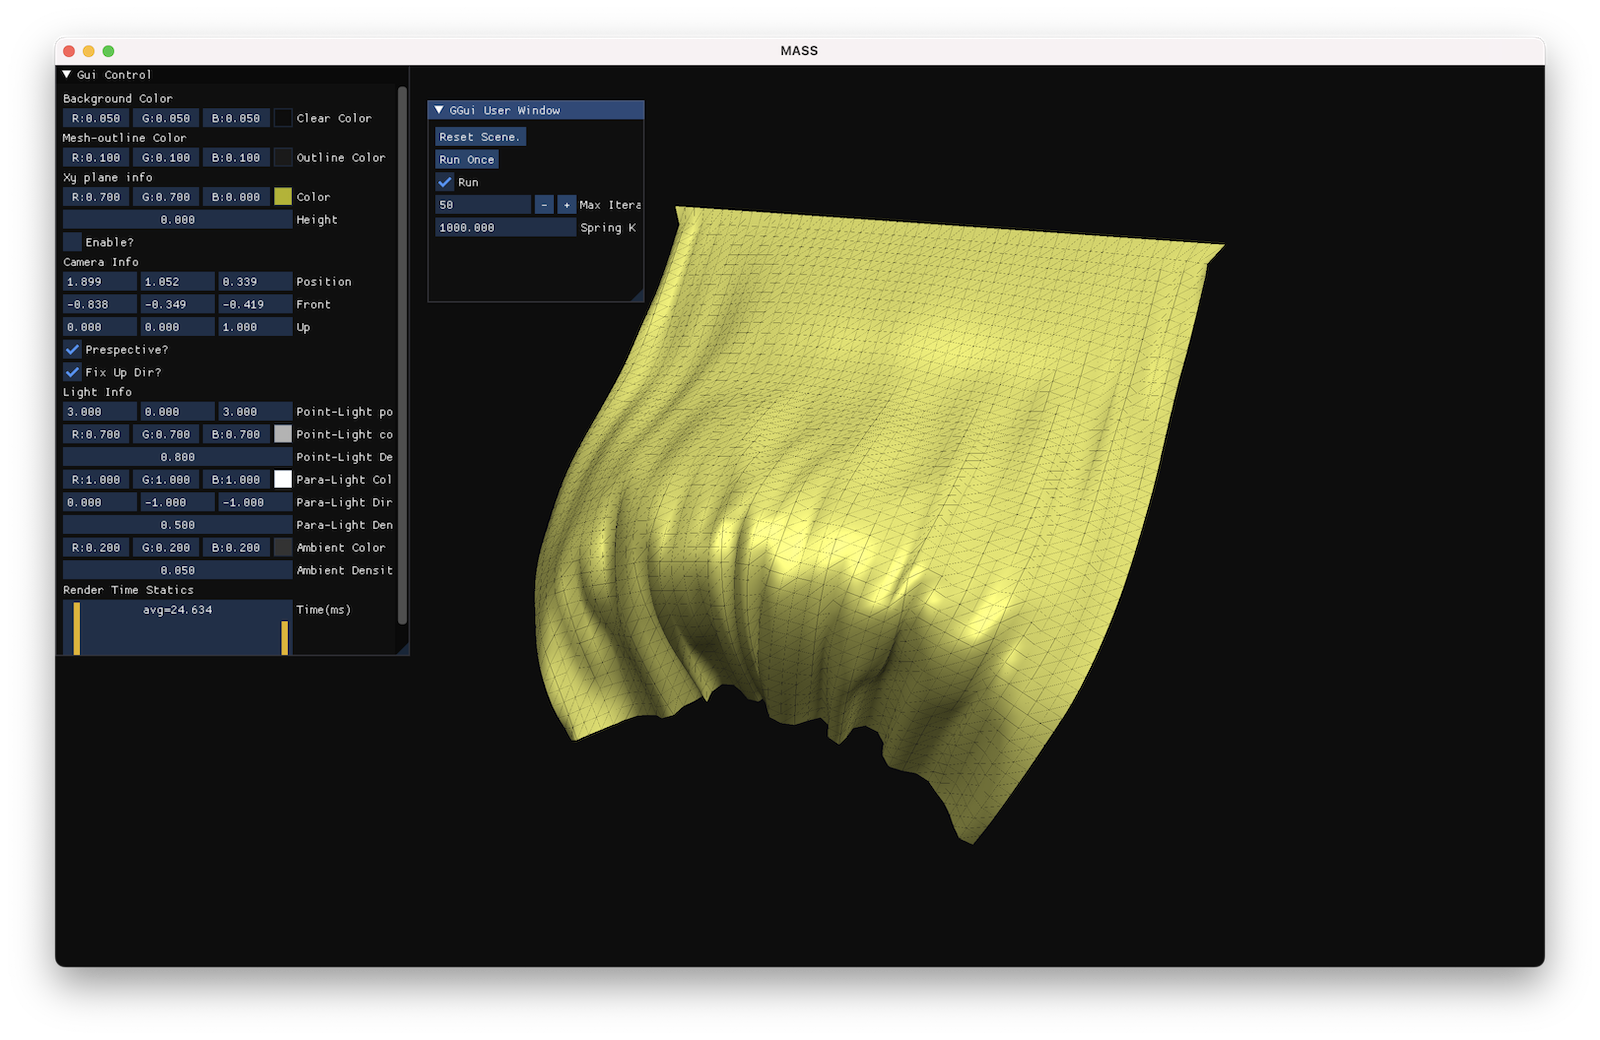 MASS
Gui Control
Background Color
R:0.050 G:0.050 B:0.050 Clear Color
Mesh-outline Color
R:0.100 G:0.100 B:0.100 Outline Color
Xy plane info
R:0.700 G:0.700 B:0.000 Color
0.000 Height
Enable?
Camera Info
1.899 1.052 0.339 Position
-0.838 -0.349 -0.419 Front
0.000 0.000 1.000 Up
Prespective?
Fix Up Dir?
Light Info
3.000 0.000 3.000 Point-Light po
R:0.700 G:0.700 B:0.700 Point-Light co
0.800 Point-Light De
R:1.000 G:1.000 B:1.000 Para-Light Col
0.000 -1.000 -1.000 Para-Light Dir
0.500 Para-Light Den
R:0.200 G:0.200 B:0.200 Ambient Color
0.050 Ambient Densit
Render Time Statics
avg=24.634 Time(ms)
GGui User Window
Reset Scene.
Run Once
Run
50 - + Max Itera
1000.000 Spring K